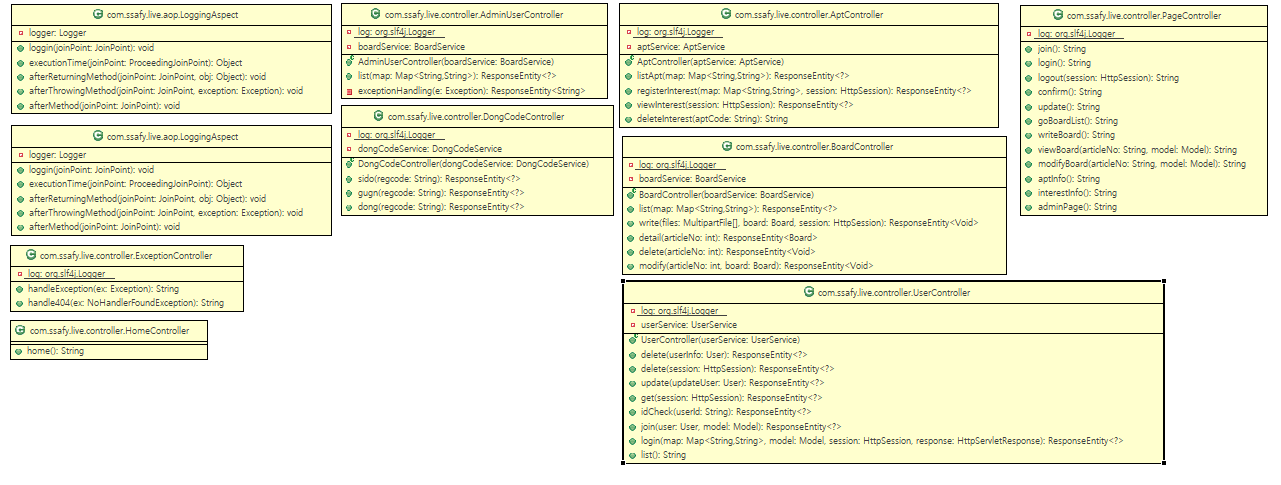 com.ssafy.live.aop.LoggingAspect
logger: Logger
loggin(joinPoint: JoinPoint): void
executionTime(joinPoint: ProceedingJoinPoint): Object
afterReturningMethod(joinPoint: JoinPoint, obj: Object): void
afterThrowingMethod(joinPoint: JoinPoint, exception: Exception): void
afterMethod(joinPoint: JoinPoint): void
com.ssafy.live.aop.LoggingAspect
logger: Logger
loggin(joinPoint: JoinPoint): void
executionTime(joinPoint: ProceedingJoinPoint): Object
afterReturningMethod(joinPoint: JoinPoint, obj: Object): void
afterThrowingMethod(joinPoint: JoinPoint, exception: Exception): void
afterMethod(joinPoint: JoinPoint): void
com.ssafy.live.controller.ExceptionController
log: org.slf4j.Logger
handleException(ex: Exception): String
handle404(ex: NoHandlerFoundException): String
com.ssafy.live.controller.HomeController
home(): String
com.ssafy.live.controller.AdminUserController
log: org.slf4j.Logger
boardService: BoardService
AdminUserController(boardService: BoardService)
list(map: Map<String,String>): ResponseEntity<?>
exceptionHandling(e: Exception): ResponseEntity<String>
com.ssafy.live.controller.DongCodeController
log: org.slf4j.Logger
dongCodeService: DongCodeService
DongCodeController(dongCodeService: DongCodeService)
sido(regcode: String): ResponseEntity<?>
gugn(regcode: String): ResponseEntity<?>
dong(regcode: String): ResponseEntity<?>
com.ssafy.live.controller.AptController
log: org.slf4j.Logger
aptService: AptService
AptController(aptService: AptService)
listApt(map: Map<String,String>): ResponseEntity<?>
registerInterest(map: Map<String,String>, session: HttpSession): ResponseEntity<?>
viewInterest(session: HttpSession): ResponseEntity<?>
deleteInterest(aptCode: String): String
com.ssafy.live.controller.BoardController
log: org.slf4j.Logger
boardService: BoardService
BoardController(boardService: BoardService)
list(map: Map<String,String>): ResponseEntity<?>
write(files: MultipartFile[], board: Board, session: HttpSession): ResponseEntity<Void>
detail(articleNo: int): ResponseEntity<Board>
delete(articleNo: int): ResponseEntity<Void>
modify(articleNo: int, board: Board): ResponseEntity<Void>
com.ssafy.live.controller.UserController
log: org.slf4j.Logger
userService: UserService
UserController(userService: UserService)
delete(userInfo: User): ResponseEntity<?>
delete(session: HttpSession): ResponseEntity<?>
update(updateUser: User): ResponseEntity<?>
get(session: HttpSession): ResponseEntity<?>
idCheck(userId: String): ResponseEntity<?>
join(user: User, model: Model): ResponseEntity<?>
login(map: Map<String,String>, model: Model, session: HttpSession, response: HttpServletResponse): ResponseEntity<?>
list(): String
com.ssafy.live.controller.PageController
log: org.slf4j.Logger
join(): String
login(): String
logout(session: HttpSession): String
confirm(): String
update(): String
goBoardList(): String
writeBoard(): String
viewBoard(articleNo: String, model: Model): String
modifyBoard(articleNo: String, model: Model): String
aptInfo(): String
interestInfo(): String
adminPage(): String